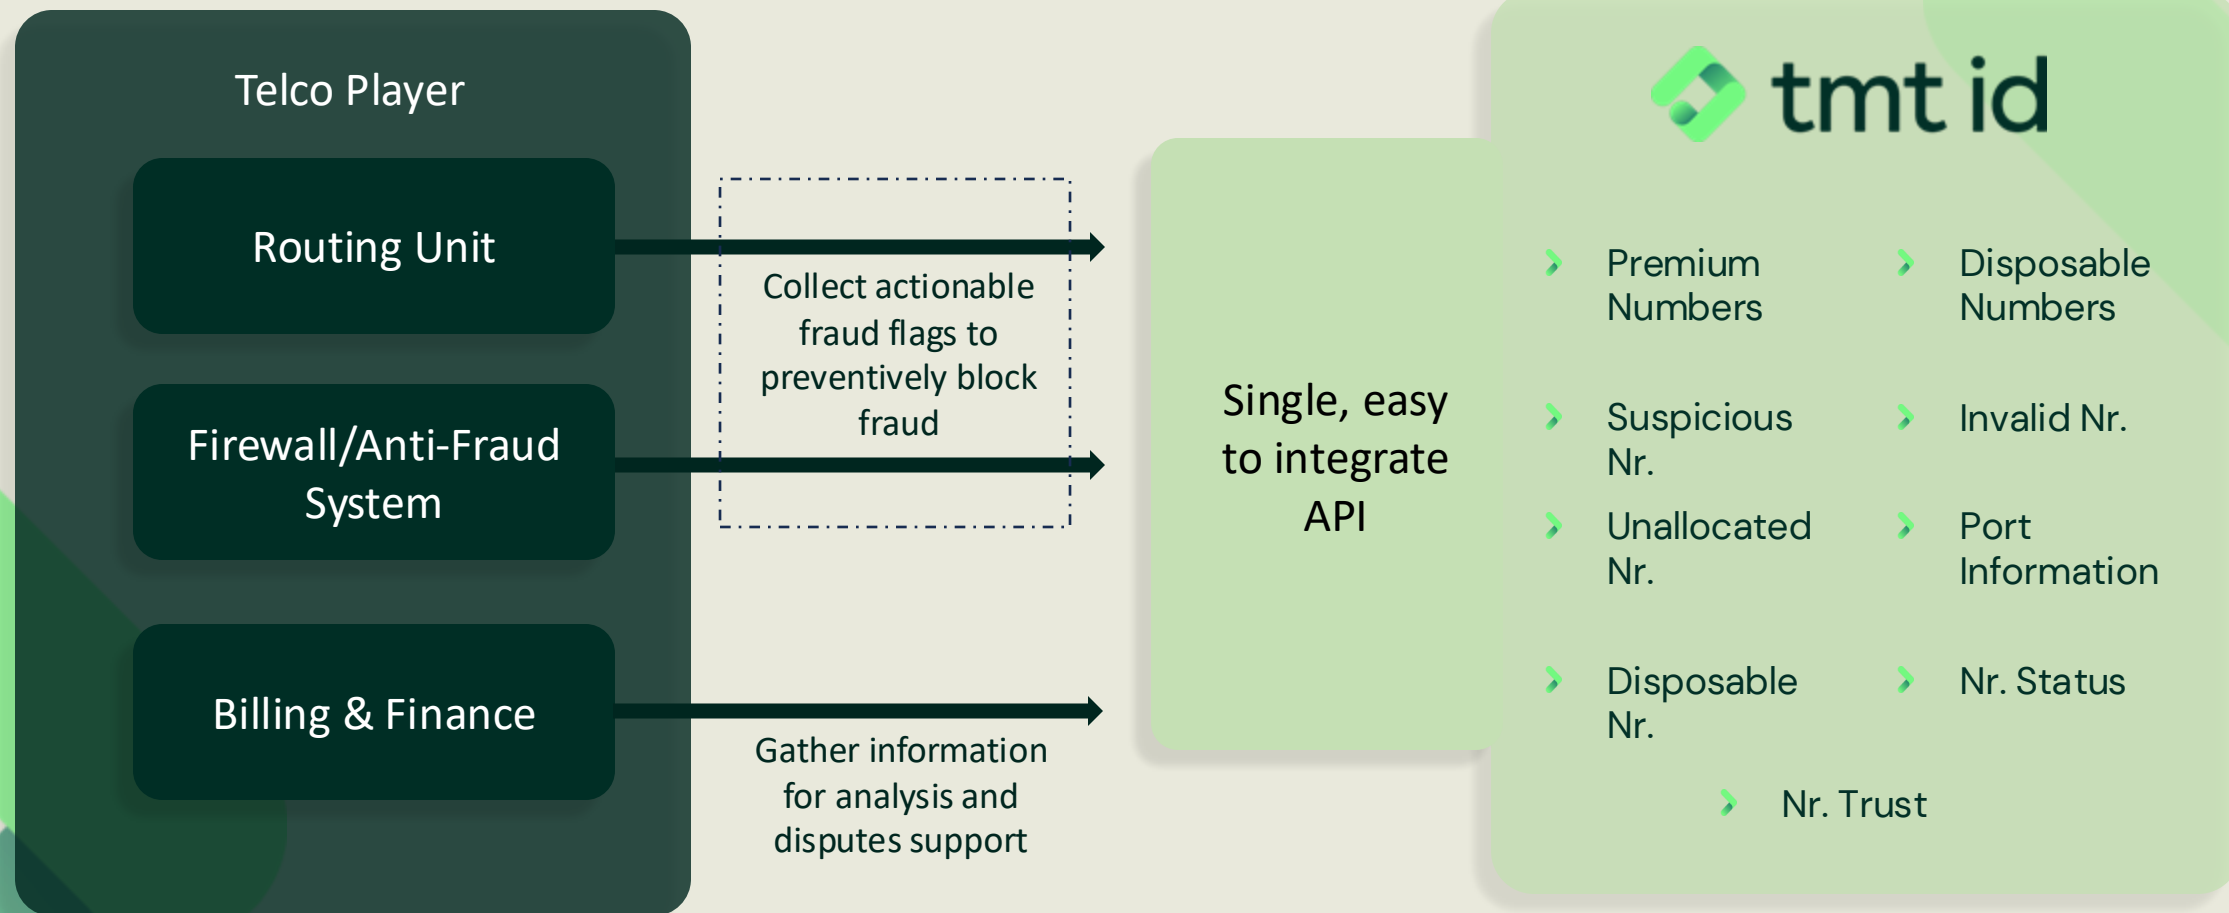 Telco Player
Routing Unit
Firewall/Anti-Fraud
System
Billing & Finance
Collect actionable
fraud flags to
preventively block
fraud
Gather information
for analysis and
disputes support
Single, easy
to integrate
API
tmt id
Premium
Numbers
Disposable
Numbers
Suspicious
Nr.
Invalid Nr.
Unallocated
Nr.
Port
Information
Disposable
Nr.
Nr. Status
Nr. Trust